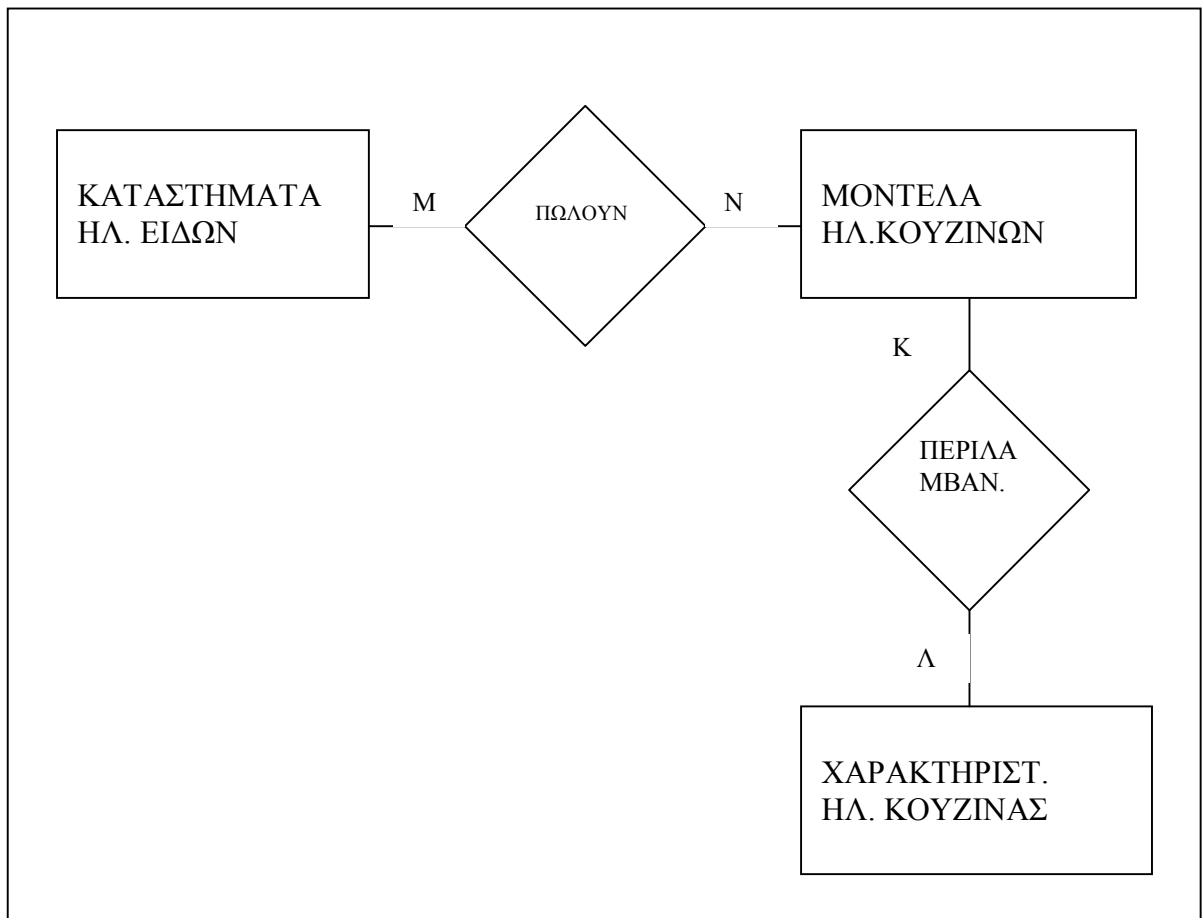 ΚΑΤΑΣΤΗΜΑΤΑ
ΗΛ. ΕΙΔΩΝ
Μ
ΠΩΛΟΥΝ
Ν
ΜΟΝΤΕΛΑ
ΗΛ.ΚΟΥΖΙΝΩΝ
Κ
ΠΕΡΙΛΑ
ΜΒΑΝ.
Λ
ΧΑΡΑΚΤΗΡΙΣΤ.
ΗΛ. ΚΟΥΖΙΝΑΣ